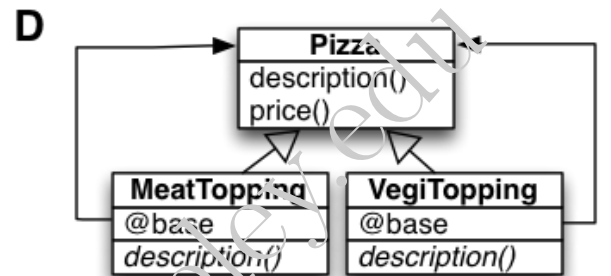 D
Pizza
description()
price()
MeatTopping
@base
description()
VegiTopping
@base
description()